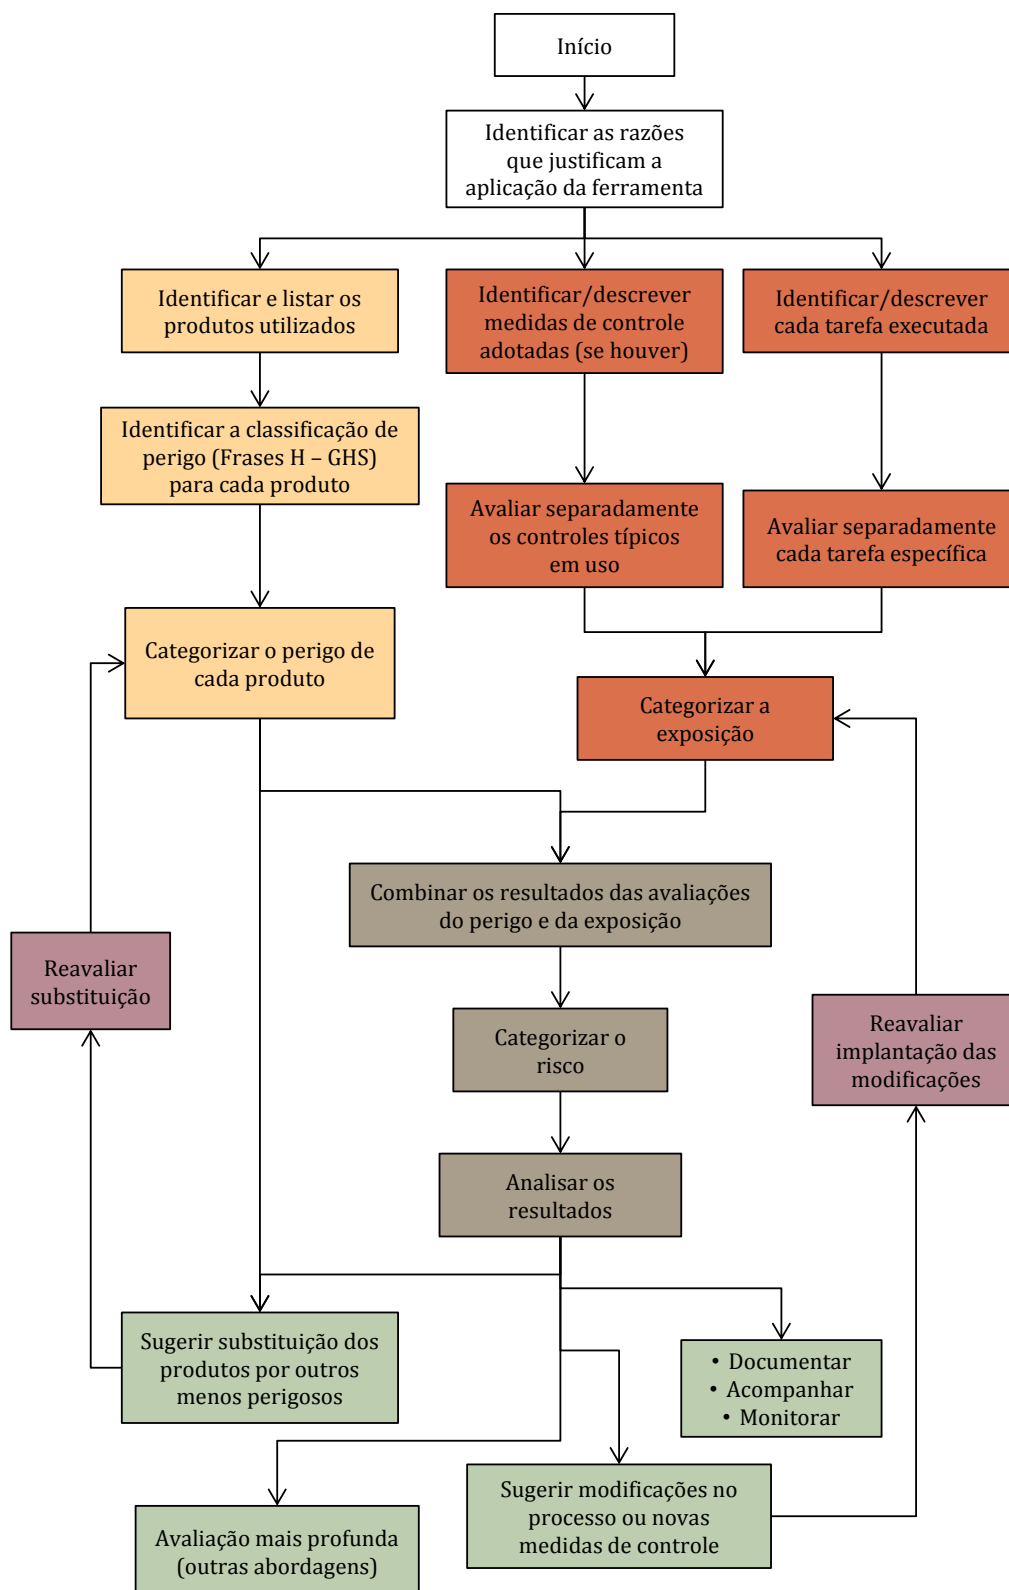 Início
Identificar as razões
que justificam a
aplicação da ferramenta
Identificar e listar os
produtos utilizados
Identificar/descrever
medidas de controle
adotadas (se houver)
Identificar/descrever
cada tarefa executada
Identificar a classificação de
perigo (Frases H – GHS)
para cada produto
Avaliar separadamente
os controles típicos
em uso
Avaliar separadamente
cada tarefa específica
Categorizar o perigo de
cada produto
Categorizar a
exposição
Combinar os resultados das avaliações
do perigo e da exposição
Reavaliar
substituição
Categorizar o
risco
Reavaliar
implantação das
modificações
Analisar os
resultados
Sugerir substituição dos
produtos por outros
menos perigosos
• Documentar
• Acompanhar
• Monitorar
Sugerir modificações no
processo ou novas
medidas de controle
Avaliação mais profunda
(outras abordagens)